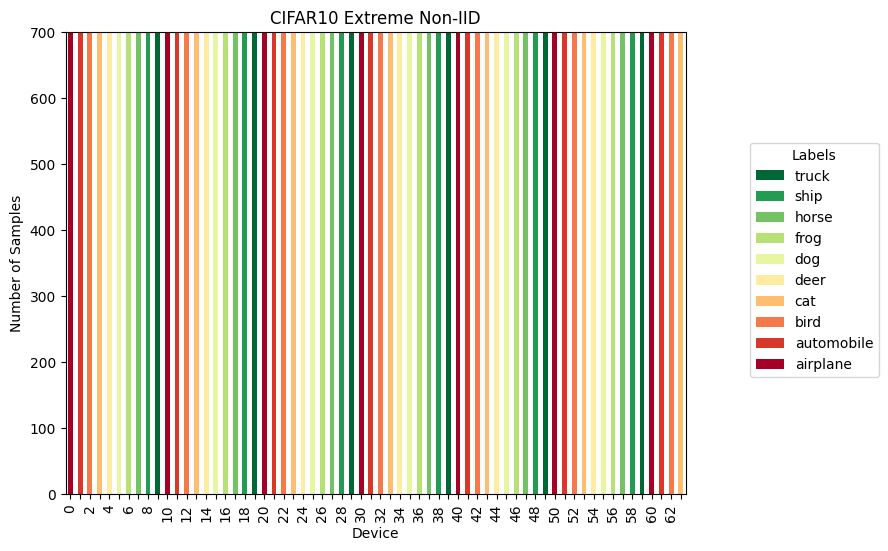 CIFAR10 Extreme Non-IID
700
600
500
400
300
200
100
0
Number of Samples
0 2 4 6 8 10 12 14 16 18 20 22 24 26 28 30 32 34 36 38 40 42 44 46 48 50 52 54 56 58 60 62
Device
Labels
truck
ship
horse
frog
dog
deer
cat
bird
automobile
airplane